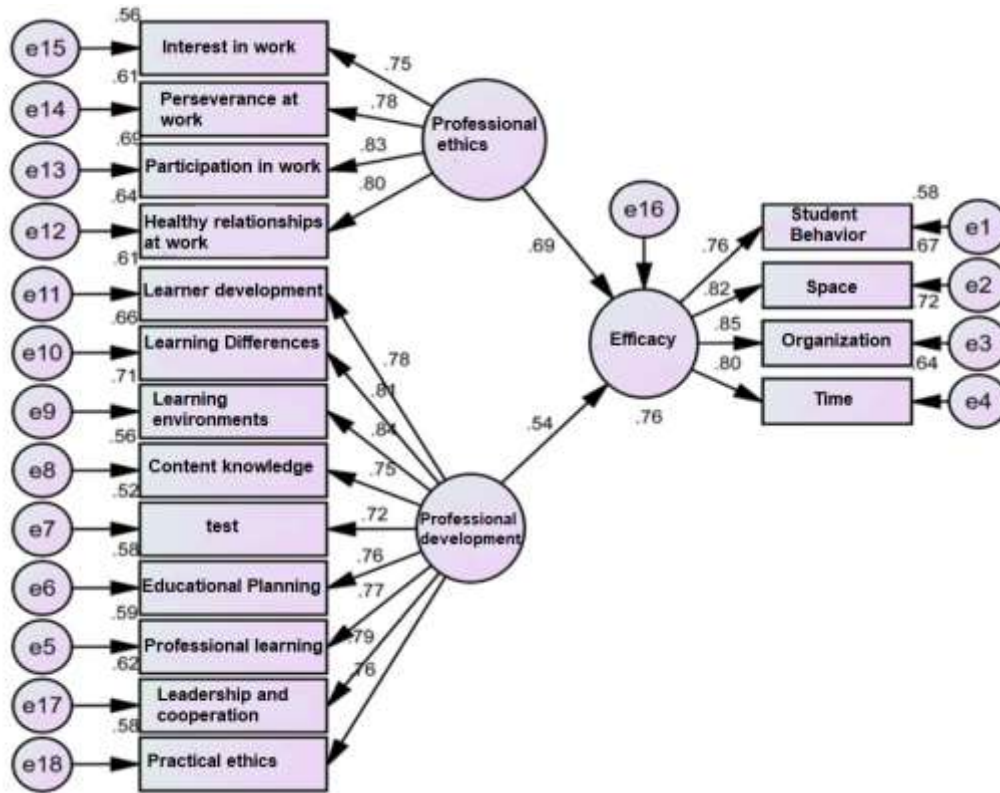 .56
e15
Interest in work
.75
.61
e14
Perseverance at
work
.78
.69
e13
Participation in work
.83
.64
e12
Healthy relationships
at work
.80
.61
Professional
ethics
.69
e16
e11
Learner development
.78
.66
e10
Learning Differences
.81
.71
e9
Learning
environments
.84
.56
e8
Content knowledge
.75
.52
e7
test
.72
.58
e6
Educational Planning
.76
.59
e5
Professional learning
.77
.62
e17
Leadership and
cooperation
.79
.58
e18
Practical ethics
.76
Professional
development
.54
Efficacy
.76
.76
Student
Behavior
.58
e1
.82
Space
.67
e2
.85
Organization
.72
e3
.80
Time
.64
e4